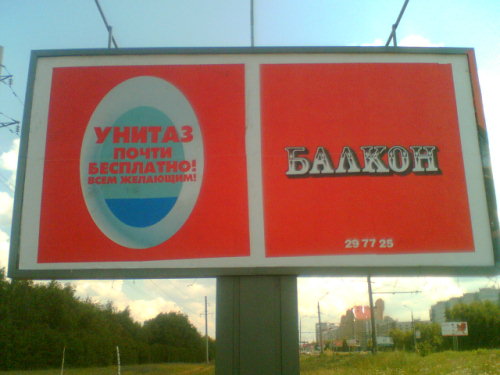 УНИТАЗ
ПОЧТИ
БЕСПЛАТНО!
ВСЕМ ЖЕЛАЮЩИМ!
БАЛКОН
29 77 25